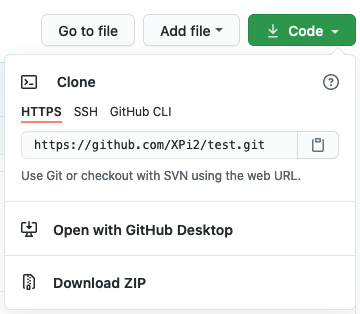 Go to file Add file Code
Clone
HTTPS SSH GitHub CLI
https://github.com/XPi2/test.git
Use Git or checkout with SVN using the web URL.
Open with GitHub Desktop
Download ZIP